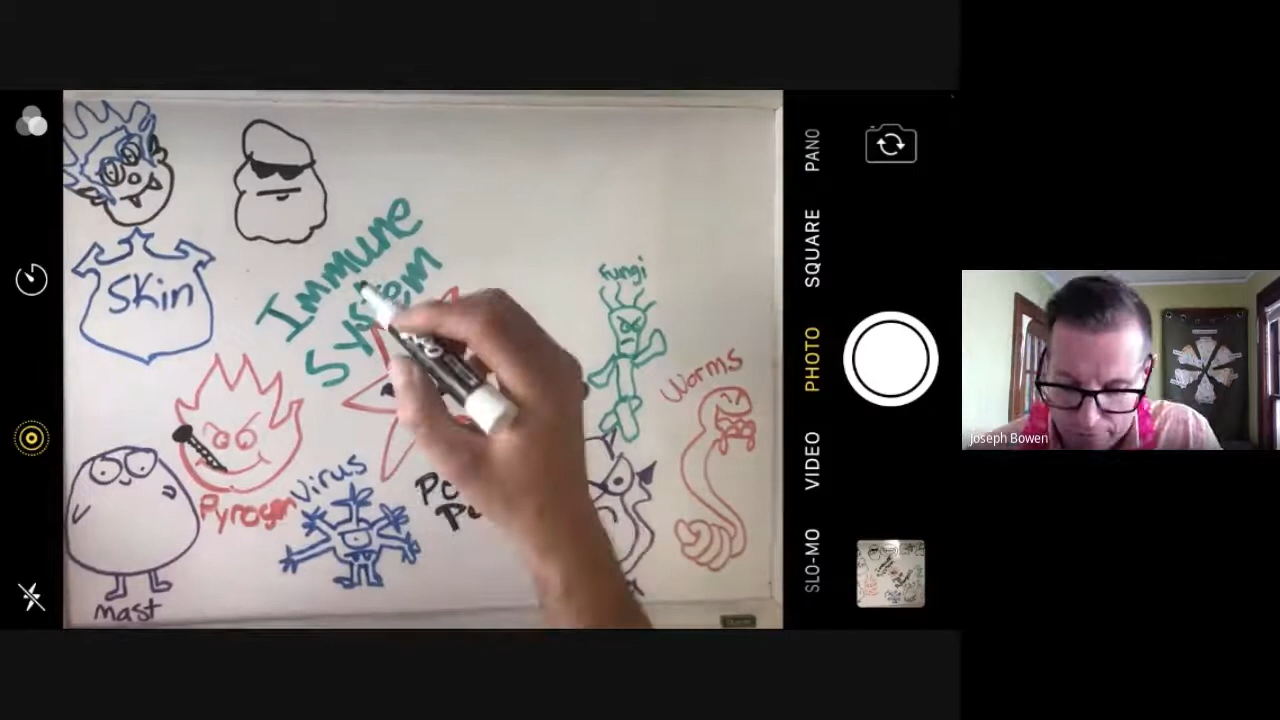 Immune
System
Skin
Fungi
Worms
Pyrogen
Virus
Mast
PANO
SQUARE
PHOTO
VIDEO
SLO-MO
Joseph Bowen